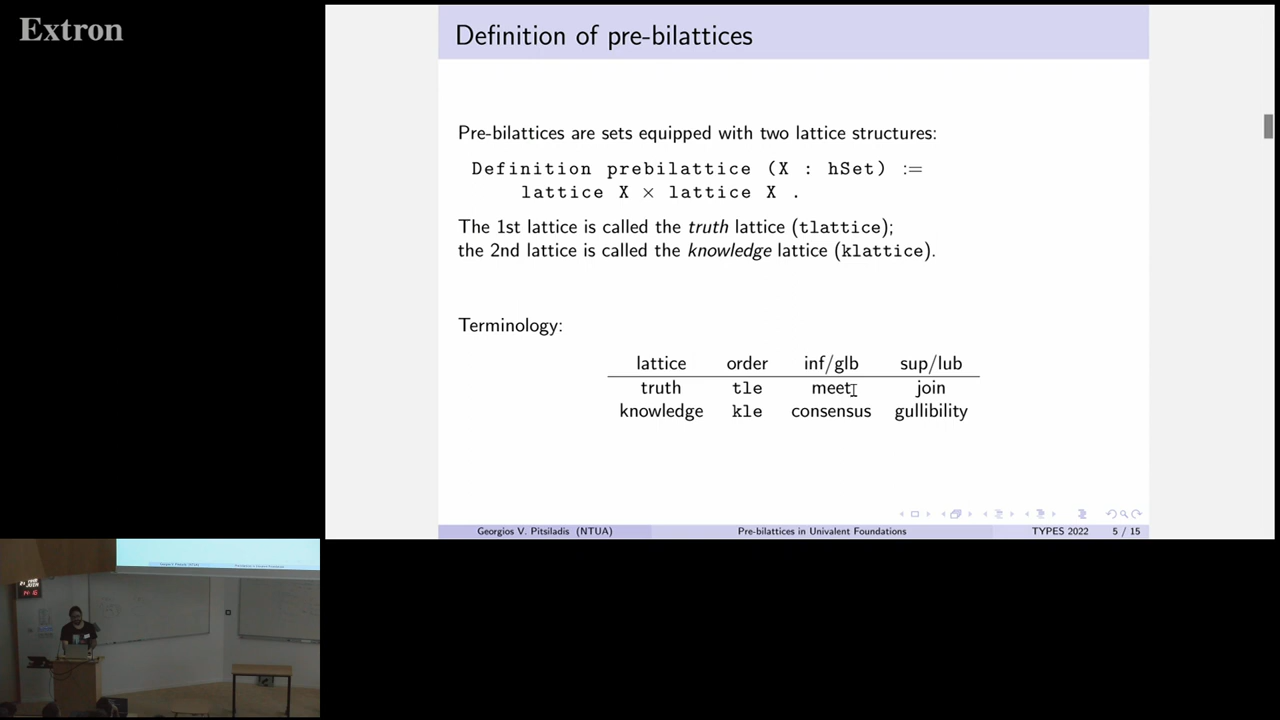 Extron
Definition of pre-bilattices
Pre-bilattices are sets equipped with two lattice structures:
Definition prebilattice (X : hSet) :=
lattice X × lattice X .
The 1st lattice is called the truth lattice (tlattice);
the 2nd lattice is called the knowledge lattice (klattice).
Terminology:
lattice order inf/glb sup/lub
truth tle meet join
knowledge kle consensus gullibility
Georgios V. Pitsiladis (NTUA) Pre-bilattices in Univalent Foundations TYPES 2022 5 / 15